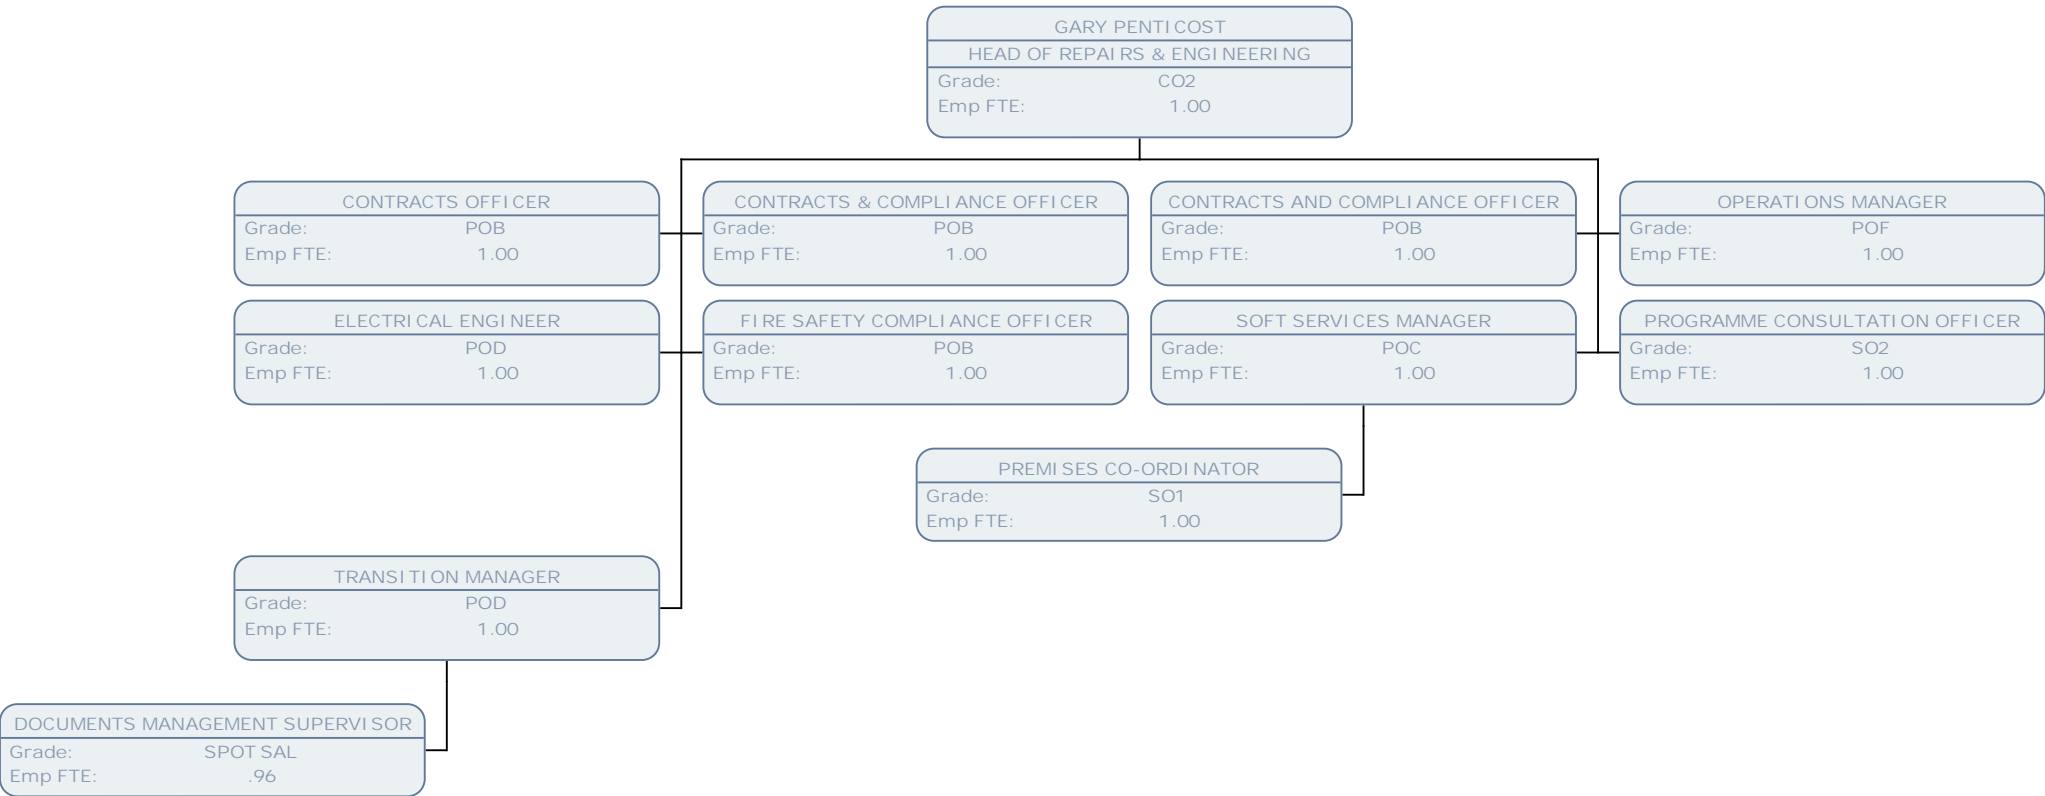 GARY PENTICOST
HEAD OF REPAIRS & ENGINEERING
Grade: CO2
Emp FTE: 1.00
CONTRACTS OFFICER
Grade: POB
Emp FTE: 1.00
CONTRACTS & COMPLIANCE OFFICER
Grade: POB
Emp FTE: 1.00
CONTRACTS AND COMPLIANCE OFFICER
Grade: POB
Emp FTE: 1.00
OPERATIONS MANAGER
Grade: POF
Emp FTE: 1.00
ELECTRICAL ENGINEER
Grade: POD
Emp FTE: 1.00
FIRE SAFETY COMPLIANCE OFFICER
Grade: POB
Emp FTE: 1.00
SOFT SERVICES MANAGER
Grade: POC
Emp FTE: 1.00
PROGRAMME CONSULTATION OFFICER
Grade: SO2
Emp FTE: 1.00
PREMISES CO-ORDINATOR
Grade: SO1
Emp FTE: 1.00
TRANSITION MANAGER
Grade: POD
Emp FTE: 1.00
DOCUMENTS MANAGEMENT SUPERVISOR
Grade: SPOT SAL
Emp FTE: .96